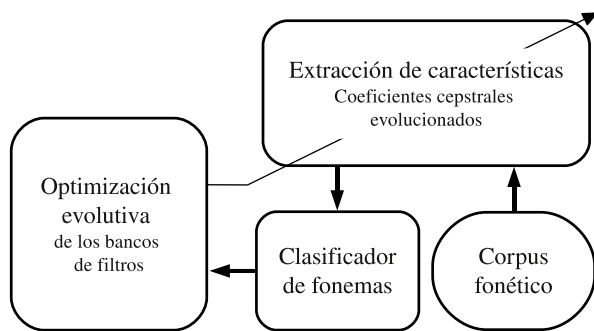 Extracción de características
Coeficientes cepstrales
evolucionados
Optimización
evolutiva
de los bancos
de filtros
Clasificador
de fonemas
Corpus
fonético